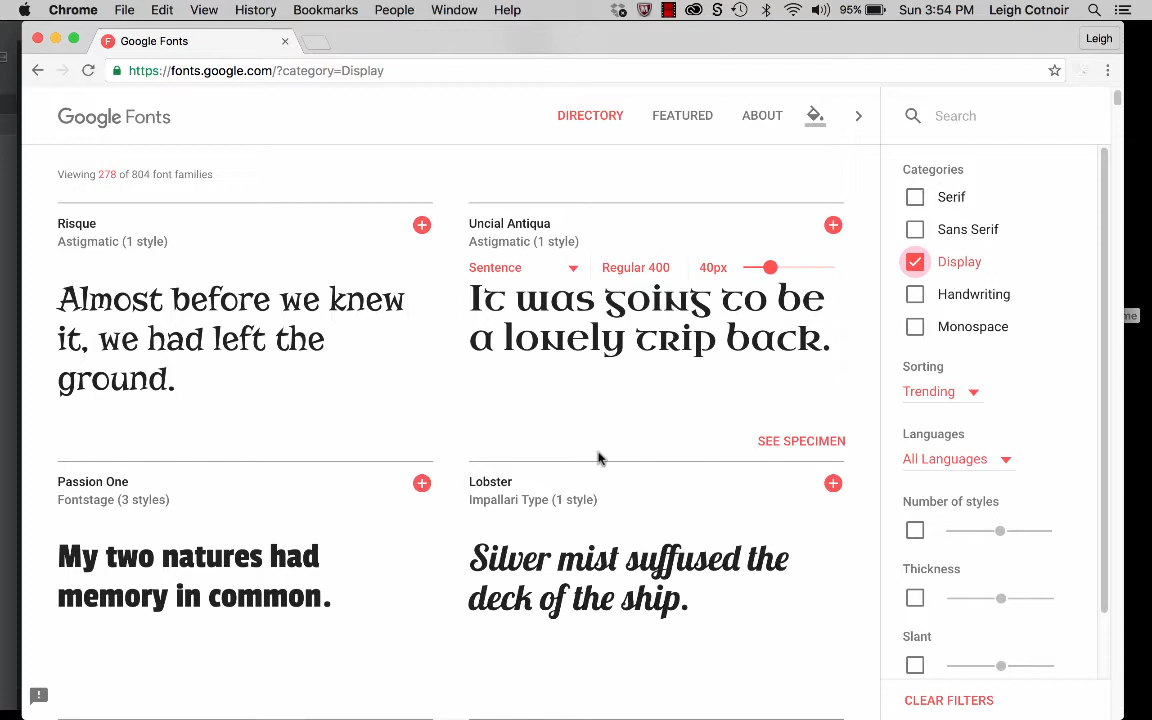 Chrome File Edit View History Bookmarks People Window Help 95% Sun 3:54 PM Leigh Cotnoir
Google Fonts Leigh
https://fonts.google.com/?category=Display
Google Fonts DIRECTORY FEATURED ABOUT Search
Viewing 278 of 804 font families
Risque
Astigmatic (1 style)
Almost before we knew
it, we had left the
ground.
Uncial Antiqua
Astigmatic (1 style)
Sentence Regular 400 40px
It was going to be
a lonely trip back.
SEE SPECIMEN
Passion One
Fontstage (3 styles)
My two natures had
memory in common.
Lobster
Impallari Type (1 style)
Silver mist suffused the
deck of the ship.
Categories
Serif
Sans Serif
Display
Handwriting
Monospace
Sorting
Trending
Languages
All Languages
Number of styles
Thickness
Slant
CLEAR FILTERS
me